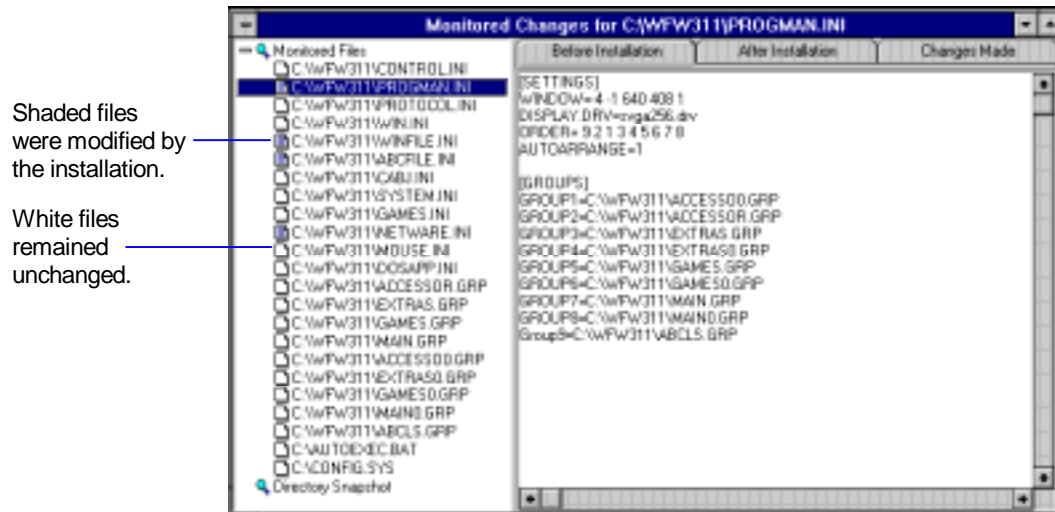 Monitored Changes for C:\WFW311\PROGMAN.INI
Shaded files
were modified by
the installation.
White files
remained
unchanged.
Monitored Files
C:\WFW311\CONTROL.INI
C:\WFW311\PROGMAN.INI
C:\WFW311\PROTOCOL.INI
C:\WFW311\WIN.INI
C:\WFW311\WINFILE.INI
C:\WFW311\ABCFILE.INI
C:\WFW311\CABJ.INI
C:\WFW311\SYSTEM.INI
C:\WFW311\GAMES.INI
C:\WFW311\NETWARE.INI
C:\WFW311\MOUSE.INI
C:\WFW311\DOSAPP.INI
C:\WFW311\ACCESSOR.GRP
C:\WFW311\EXTRAS.GRP
C:\WFW311\GAMES.GRP
C:\WFW311\MAIN.GRP
C:\WFW311\ACCESSO0.GRP
C:\WFW311\EXTRAS0.GRP
C:\WFW311\GAMES0.GRP
C:\WFW311\MAIN0.GRP
C:\WFW311\ABCLS.GRP
C:\AUTOEXEC.BAT
C:\CONFIG.SYS
Directory Snapshot
Before Installation
After Installation
Changes Made
[SETTINGS]
WINDOW=4 -1 640 408 1
DISPLAY.DRV=svga256.drv
ORDER= 9 2 1 3 4 5 6 7 8
AUTOARRANGE=1
[GROUPS]
GROUP1=C:\WFW311\ACCESSO0.GRP
GROUP2=C:\WFW311\ACCESSOR.GRP
GROUP3=C:\WFW311\EXTRAS.GRP
GROUP4=C:\WFW311\EXTRAS0.GRP
GROUP5=C:\WFW311\GAMES.GRP
GROUP6=C:\WFW311\GAMES0.GRP
GROUP7=C:\WFW311\MAIN.GRP
GROUP8=C:\WFW311\MAIN0.GRP
Group9=C:\WFW311\ABCLS.GRP